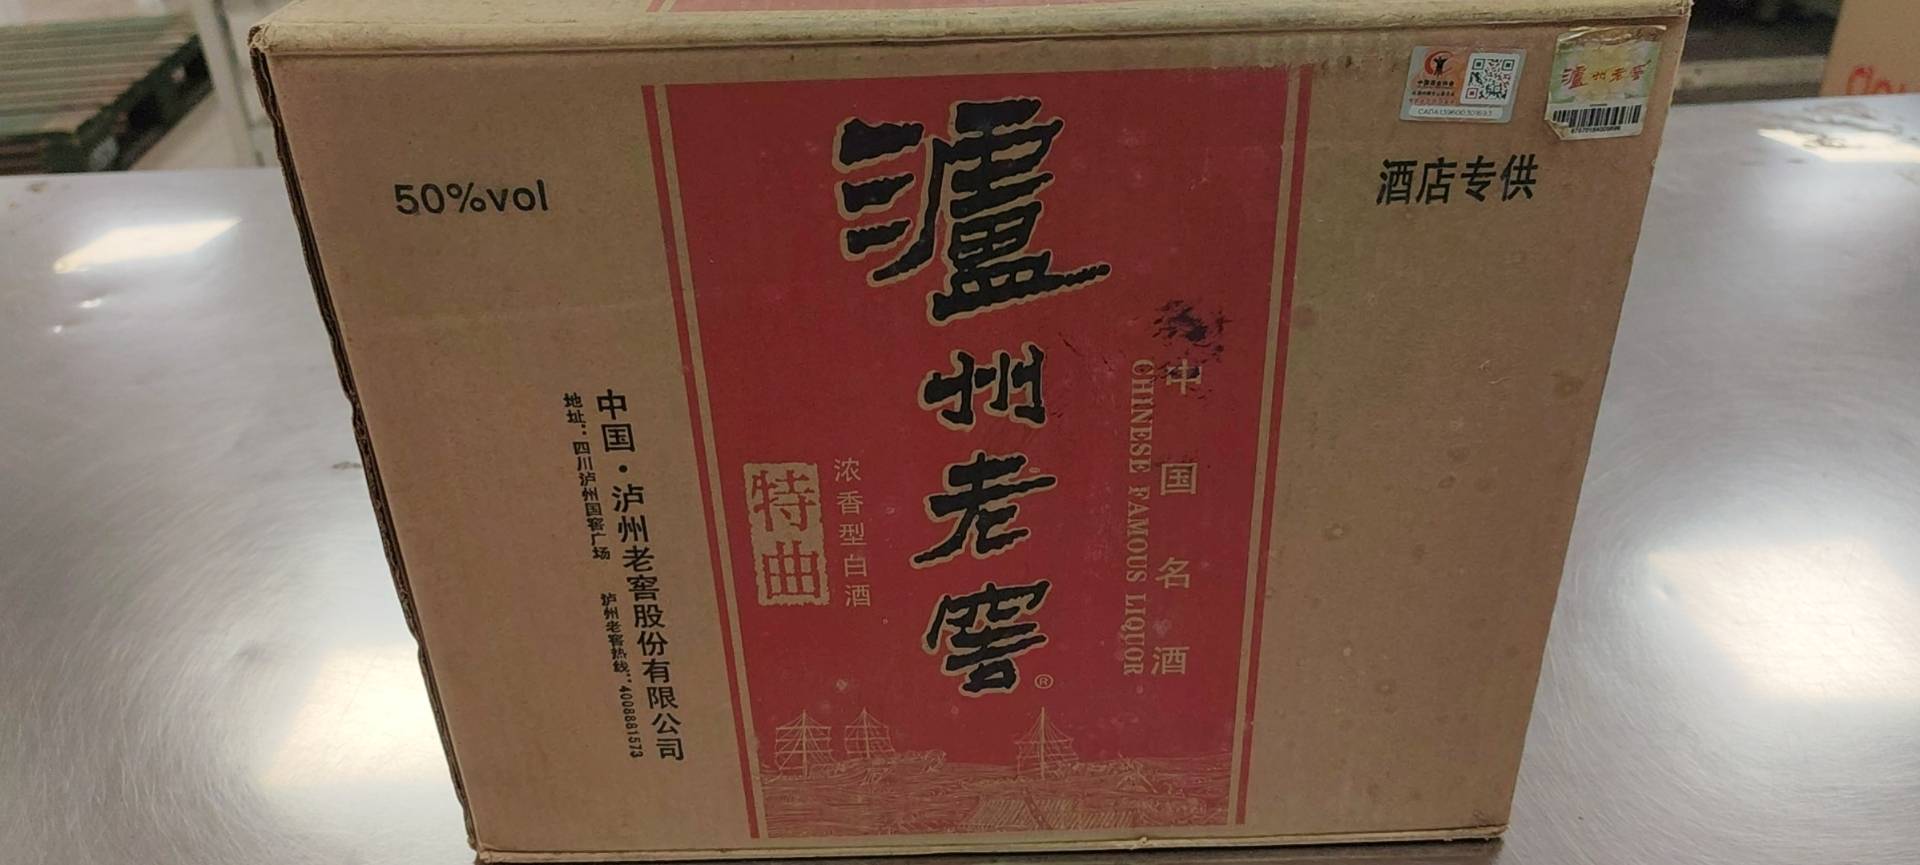 50%vol
瀘州老窖
®
中国名酒
CHINESE FAMOUS LIQUOR
浓香型白酒
特曲
中国·泸州老窖股份有限公司
地址:四川泸州国窖广场 泸州老窖热线:4008881573
酒店专供
瀘州老窖